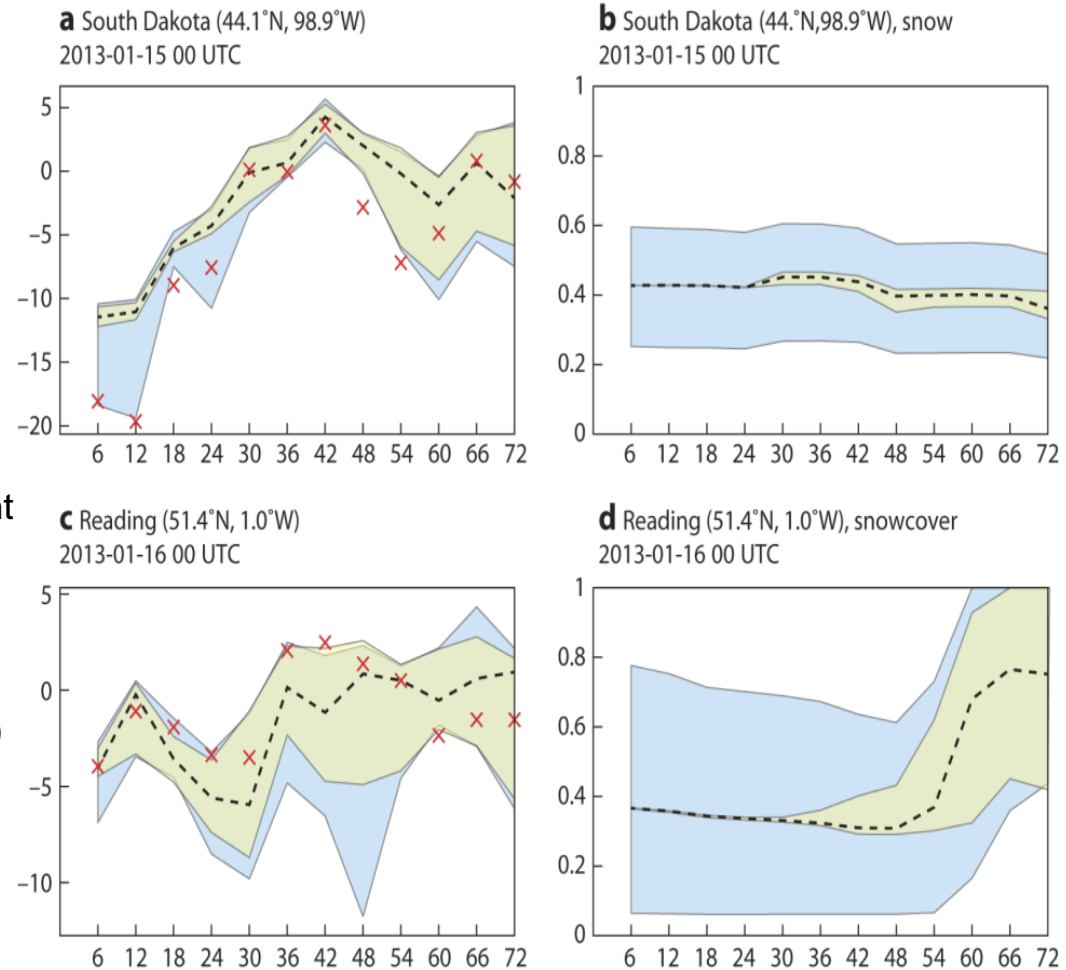 a South Dakota (44.1˚N, 98.9˚W)
2013-01-15 00 UTC
5
0
−5
−10
−15
−20
6 12 18 24 30 36 42 48 54 60 66 72
b South Dakota (44.˚N,98.9˚W), snow
2013-01-15 00 UTC
1
0.8
0.6
0.4
0.2
0
6 12 18 24 30 36 42 48 54 60 66 72
c Reading (51.4˚N, 1.0˚W)
2013-01-16 00 UTC
5
0
−5
−10
6 12 18 24 30 36 42 48 54 60 66 72
d Reading (51.4˚N, 1.0˚W), snowcover
2013-01-16 00 UTC
1
0.8
0.6
0.4
0.2
0
6 12 18 24 30 36 42 48 54 60 66 72